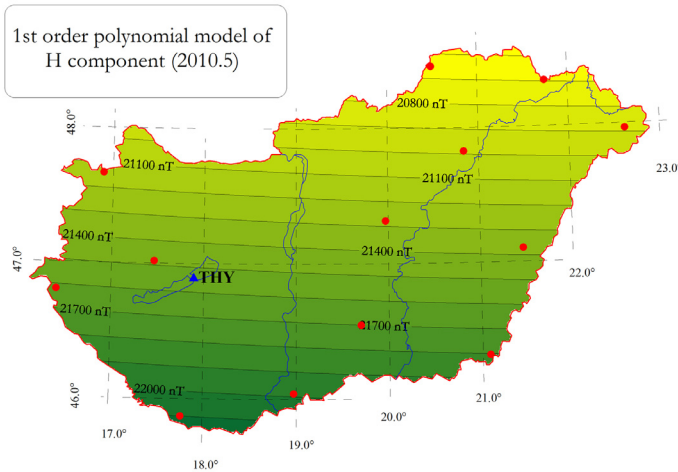 1st order polynomial model of
H component (2010.5)
20800 nT
48.0°
21100 nT
21100 nT
23.0°
21400 nT
21400 nT
47.0°
22.0°
THY
21700 nT
21700 nT
22000 nT
46.0°
21.0°
20.0°
17.0°
19.0°
18.0°